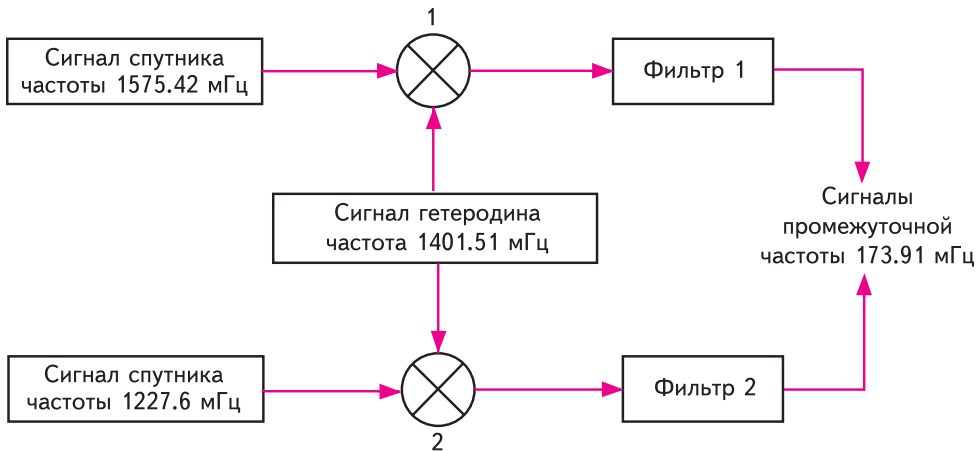 1
Сигнал спутника
частоты 1575.42 мГц
Фильтр 1
Сигнал гетеродина
частота 1401.51 мГц
Сигналы
промежуточной
частоты 173.91 мГц
Сигнал спутника
частоты 1227.6 мГц
Фильтр 2
2